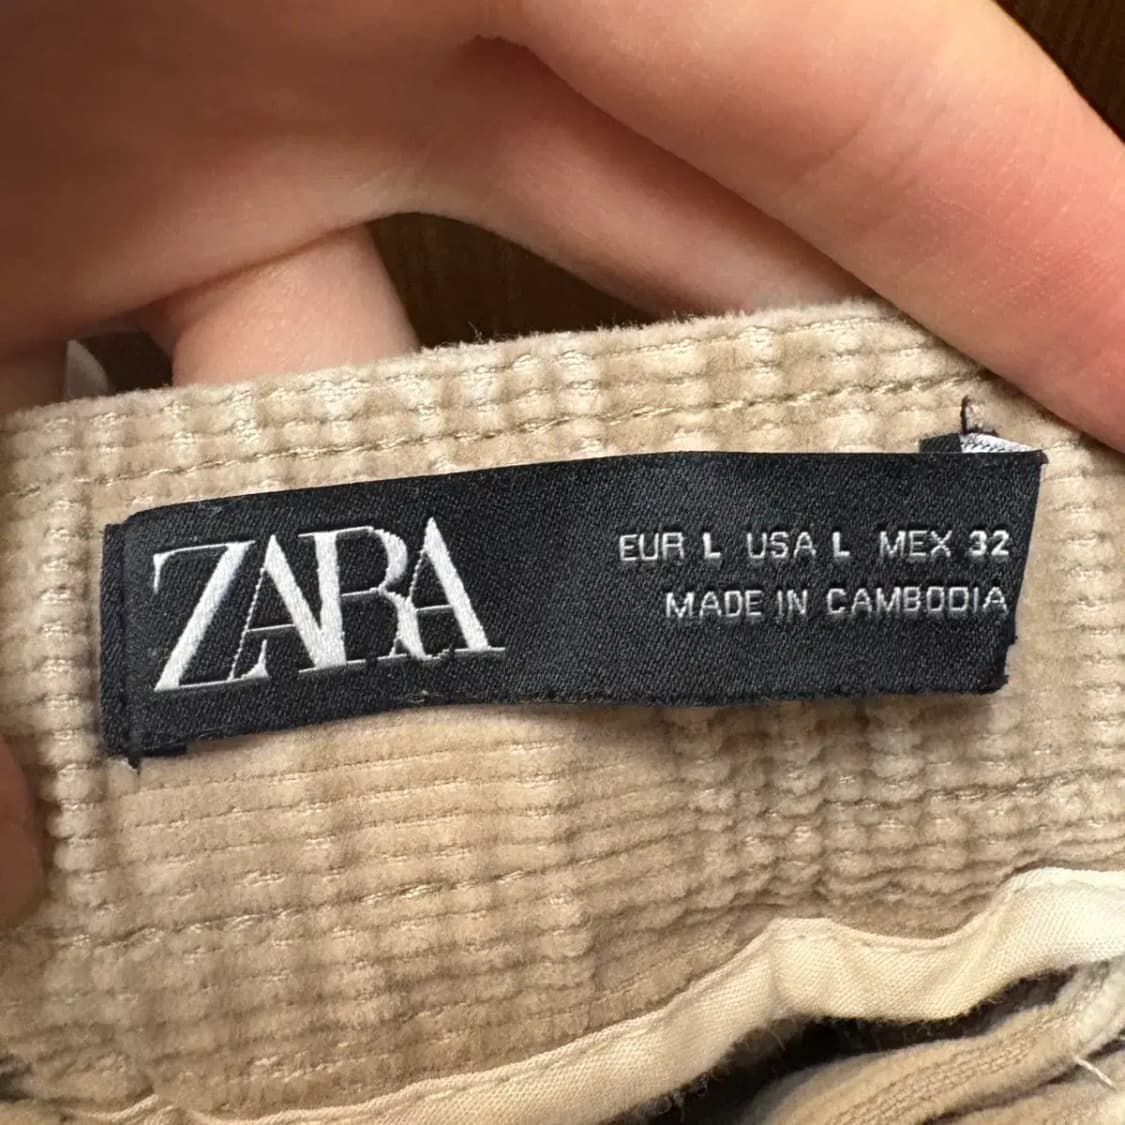 ZARA
EUR L USA L MEX 32
MADE IN CAMBODIA